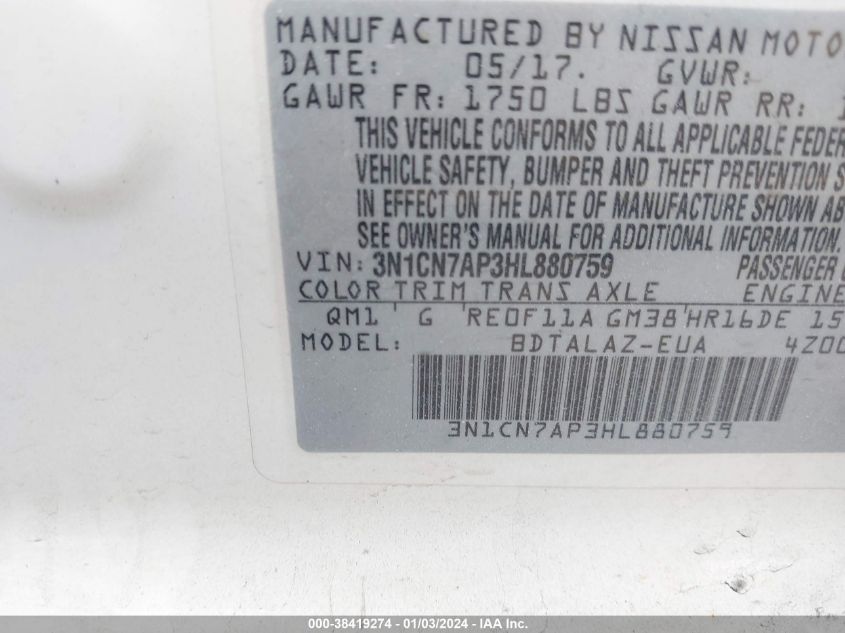 MANUFACTURED BY NISSAN MOTO
DATE: 05/17. GVWR:
GAWR FR: 1750 LBS GAWR RR: 1
THIS VEHICLE CONFORMS TO ALL APPLICABLE FEDER
VEHICLE SAFETY, BUMPER AND THEFT PREVENTION S
IN EFFECT ON THE DATE OF MANUFACTURE SHOWN AB
SEE OWNER'S MANUAL FOR ADDITIONAL INFORMATION.
VIN: 3N1CN7AP3HL880759 PASSENGER
COLOR TRIM TRANS AXLE ENGINE
QM1 G RE0F11A GM38 HR16DE 15
MODEL: BDTALAZ-EUA 4Z00
3N1CN7AP3HL880759
000-38419274 - 01/03/2024 - IAA Inc.